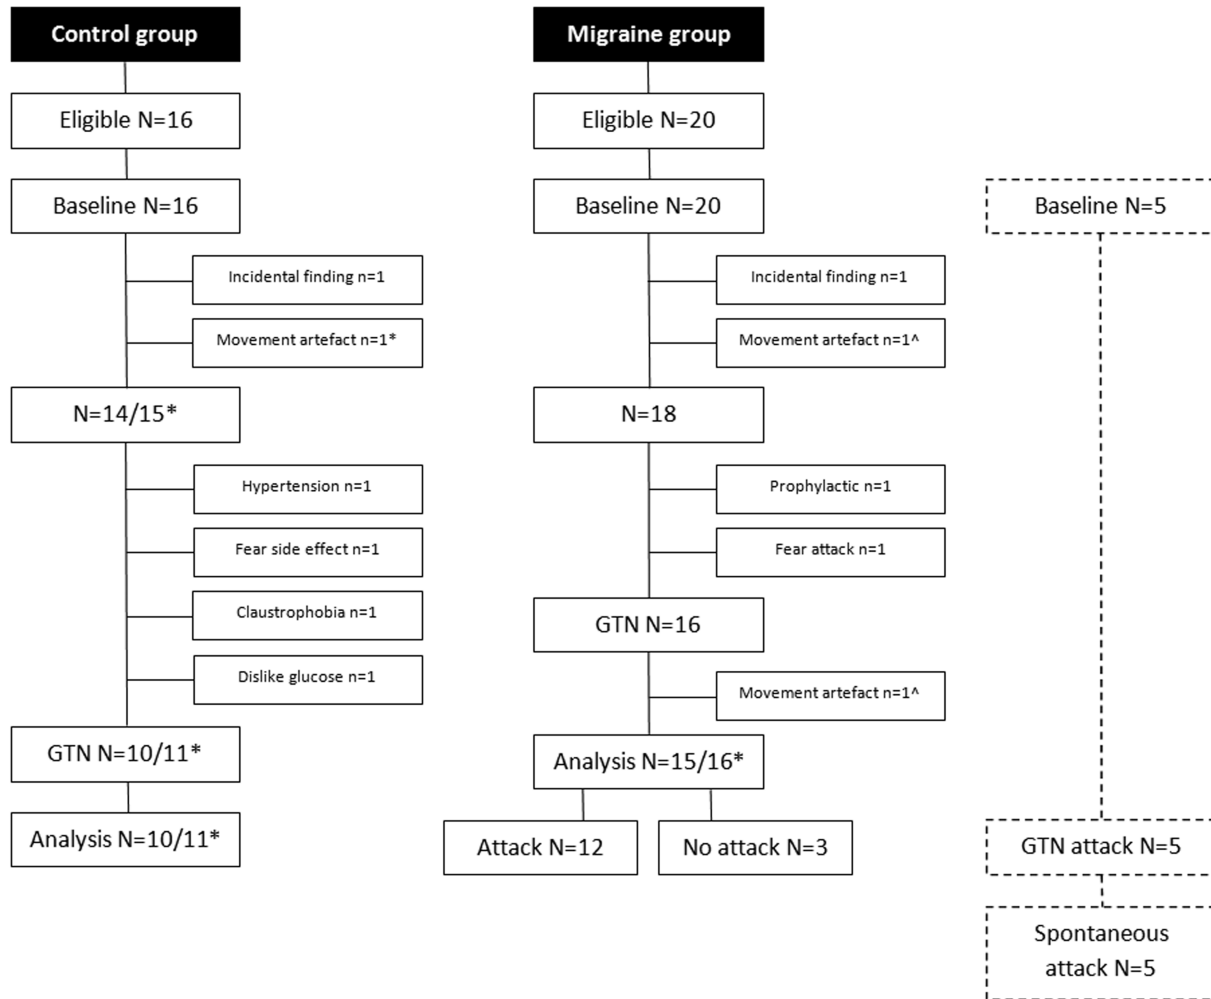 Control group
Eligible N=16
Baseline N=16
Incidental finding n=1
Movement artefact n=1*
N=14/15*
Hypertension n=1
Fear side effect n=1
Claustrophobia n=1
Dislike glucose n=1
GTN N=10/11*
Analysis N=10/11*
Migraine group
Eligible N=20
Baseline N=20
Incidental finding n=1
Movement artefact n=1^
N=18
Prophylactic n=1
Fear attack n=1
GTN N=16
Movement artefact n=1^
Analysis N=15/16*
Attack N=12
No attack N=3
Baseline N=5
GTN attack N=5
Spontaneous
attack N=5